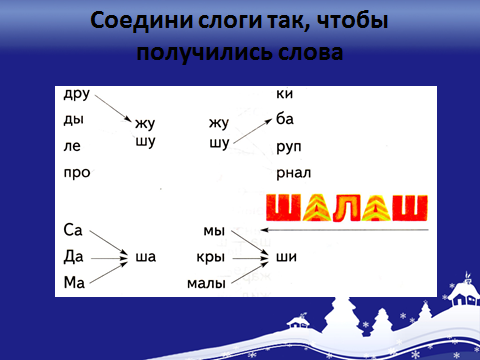 Соедини слоги так, чтобы
получились слова
дру ки
жу жу ба
ды шу шу
ле руп
про рнал
ШАЛАШ
Са мы
Да ша кры ши
Ма малы